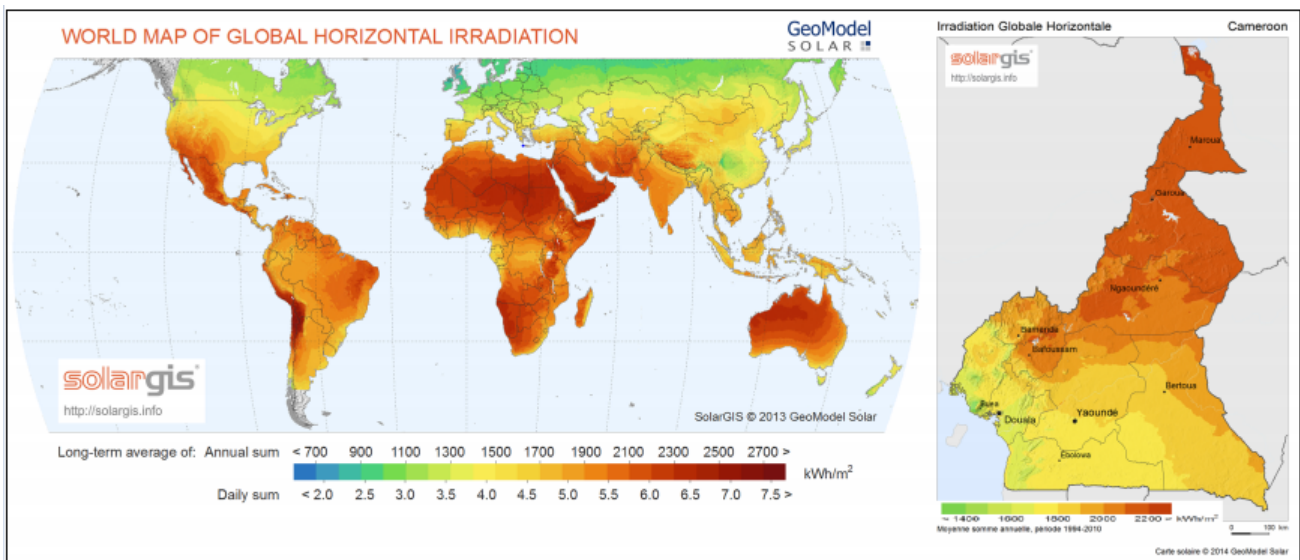 WORLD MAP OF GLOBAL HORIZONTAL IRRADIATION
GeoModel
SOLAR
solargis
http://solargis.info
SolarGIS © 2013 GeoModel Solar
Long-term average of: Annual sum < 700 900 1100 1300 1500 1700 1900 2100 2300 2500 2700 >
kWh/m²
Daily sum < 2.0 2.5 3.0 3.5 4.0 4.5 5.0 5.5 6.0 6.5 7.0 7.5 >
Irradiation Globale Horizontale Cameroon
solargis
http://solargis.info
Maroua
Garoua
Ngaoundéré
Bamenda
Bafoussam
Bertoua
Buea
Douala
Yaoundé
Ebolowa
< 1400 1600 1800 2000 2200 < kWh/m²
Moyenne somme annuelle, période 1994-2010
0 100 km
Carte solaire © 2014 GeoModel Solar